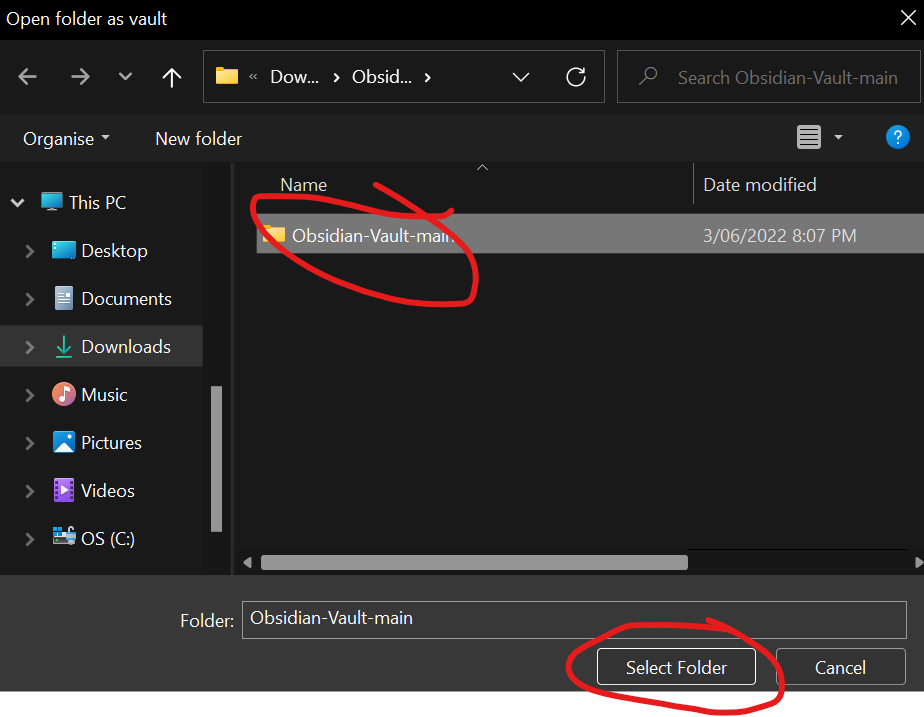 Open folder as vault
« Dow... › Obsid... ›
Search Obsidian-Vault-main
Organise
New folder
?
Name
Date modified
This PC
Desktop
Documents
Downloads
Music
Pictures
Videos
OS (C:)
Obsidian-Vault-main
3/06/2022 8:07 PM
Folder: Obsidian-Vault-main
Select Folder
Cancel